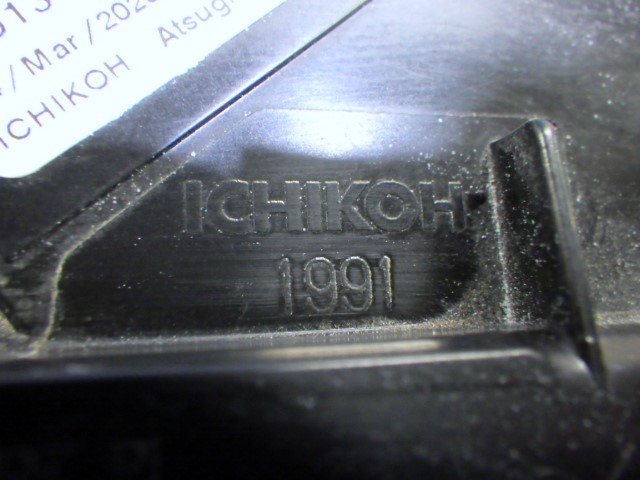 /Mar/202
ICHIKOH Atsug
ICHIKOH
1991